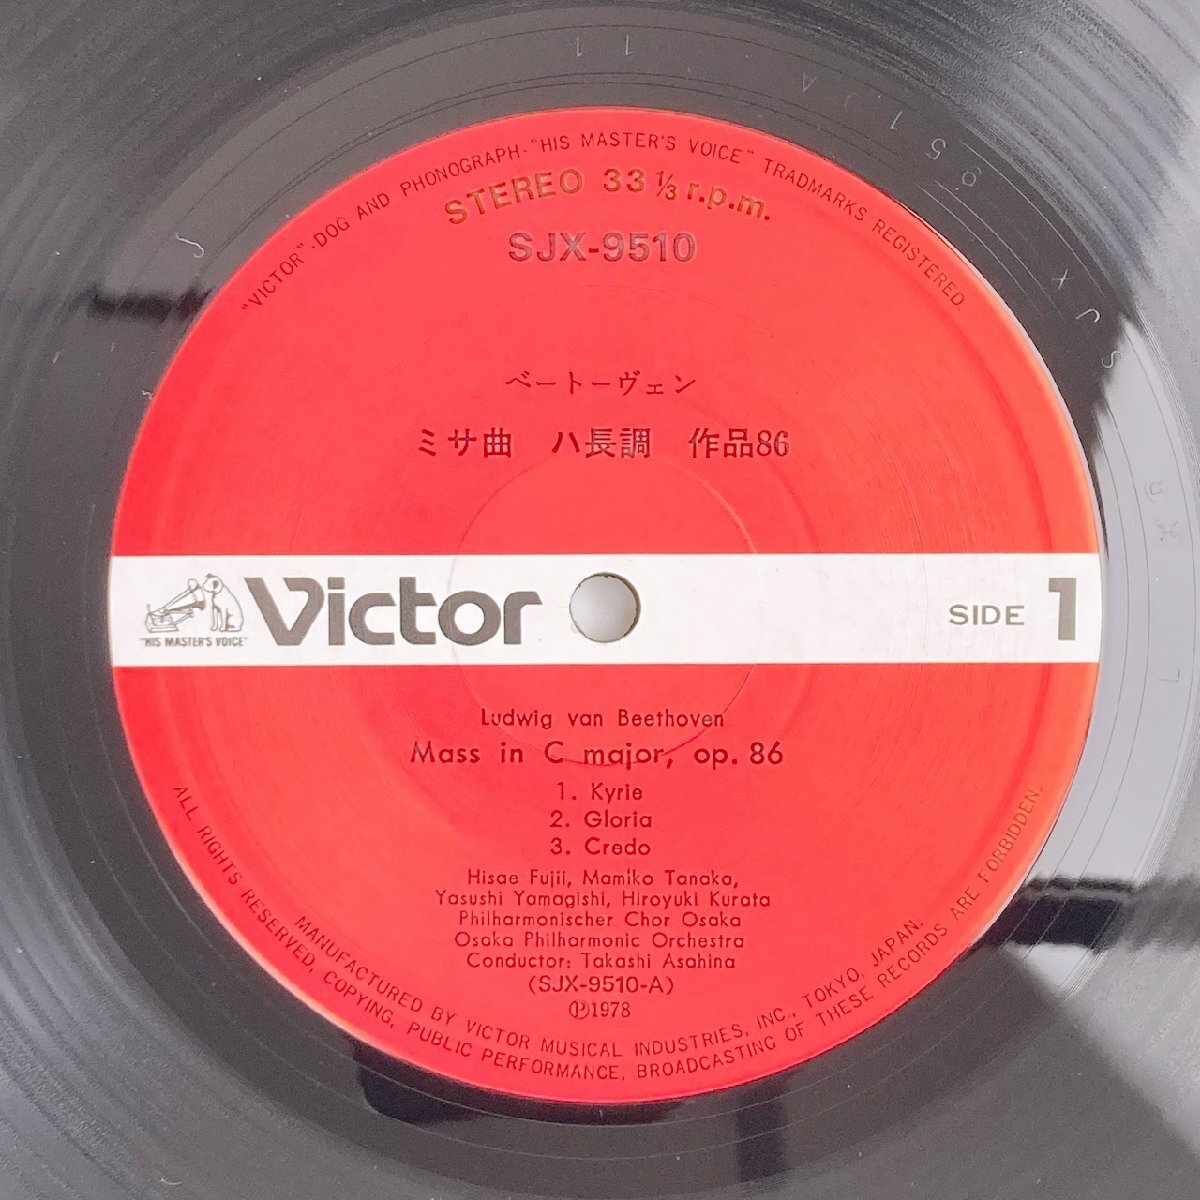 "VICTOR"-DOG AND PHONOGRAPH-"HIS MASTER'S VOICE" TRADMARKS REGISTERED.
STEREO 33 1/3 r.p.m.
SJX-9510
ベートーヴェン
ミサ曲 ハ長調 作品86
"HIS MASTER'S VOICE"
Victor
SIDE 1
Ludwig van Beethoven
Mass in C major, op. 86
1. Kyrie
2. Gloria
3. Credo
Hisae Fujii, Mamiko Tanaka,
Yasushi Yamagishi, Hiroyuki Kurata
Philharmonischer Chor Osaka
Osaka Philharmonic Orchestra
Conductor: Takashi Asahina
(SJX-9510-A)
Ⓟ1978
MANUFACTURED BY VICTOR MUSICAL INDUSTRIES, INC., TOKYO, JAPAN.
ALL RIGHTS RESERVED, COPYING, PUBLIC PERFORMANCE, BROADCASTING OF THESE RECORDS ARE FORBIDDEN.